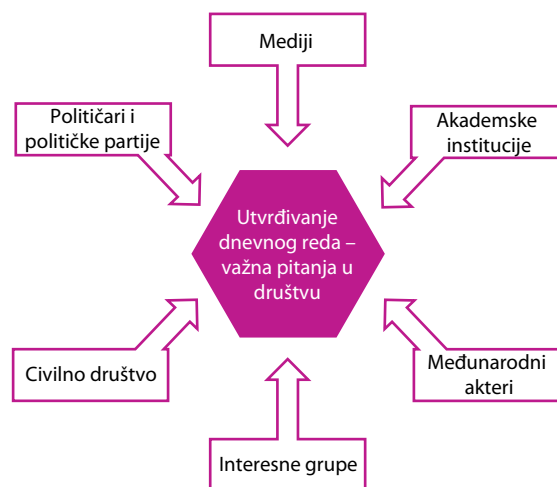 Mediji
Političari i
političke partije
Akademske
institucije
Utvrđivanje
dnevnog reda –
važna pitanja u
društvu
Civilno društvo
Međunarodni
akteri
Interesne grupe